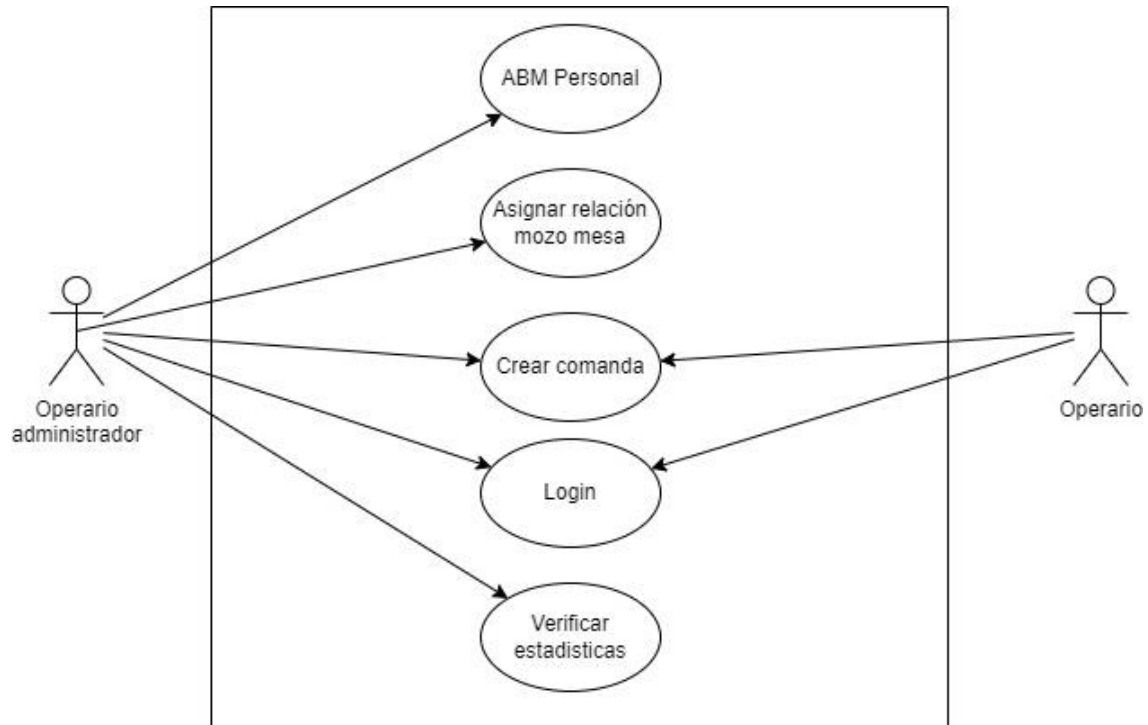 ABM Personal
Asignar relación
mozo mesa
Crear comanda
Operario
administrador
Operario
Login
Verificar
estadisticas